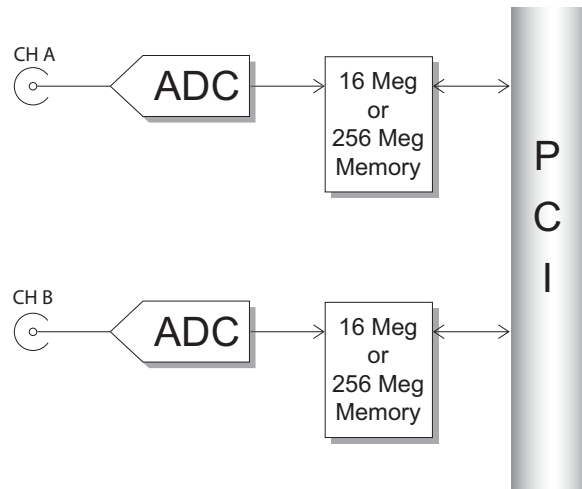 CH A
ADC
16 Meg
or
256 Meg
Memory
CH B
ADC
16 Meg
or
256 Meg
Memory
P
C
I